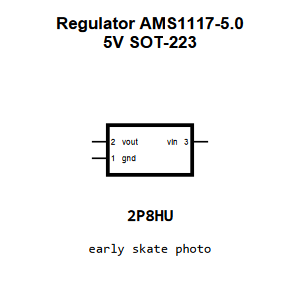 Regulator AMS1117-5.0
5V SOT-223
2 vout vin 3
1 gnd
2P8HU
early skate photo